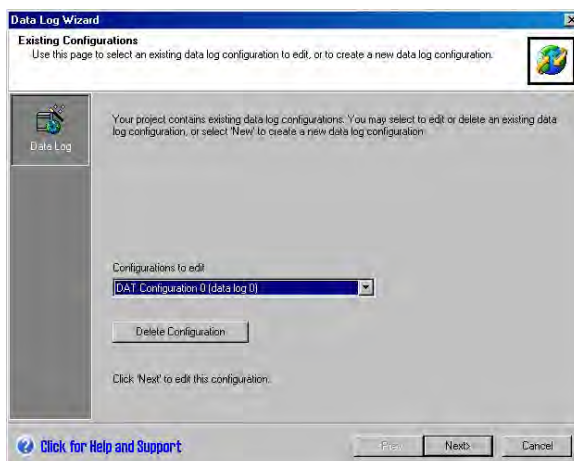 Data Log Wizard
Existing Configurations
Use this page to select an existing data log configuration to edit, or to create a new data log configuration.
Data Log
Your project contains existing data log configurations. You may select to edit or delete an existing data
log configuration, or select 'New' to create a new data log configuration
Configurations to edit
DAT Configuration 0 (data log 0)
Delete Configuration
Click 'Next' to edit this configuration.
Click for Help and Support
<Prev
Next>
Cancel